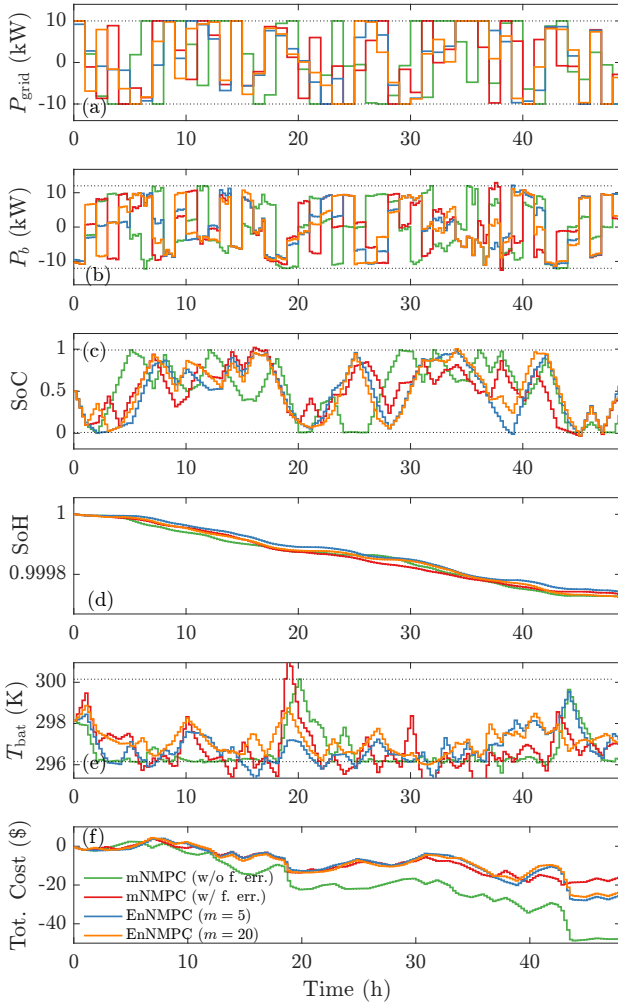 10
0
-10
P_grid (kW)
(a)
0 10 20 30 40
10
0
-10
P_b (kW)
(b)
0 10 20 30 40
1
0.5
0
SoC
(c)
0 10 20 30 40
1
0.9998
SoH
(d)
0 10 20 30 40
300
298
296
T_bat (K)
(e)
0 10 20 30 40
0
-20
-40
Tot. Cost ($)
(f)
mNMPC (w/o f. err.)
mNMPC (w/ f. err.)
EnNMPC (m = 5)
EnNMPC (m = 20)
0 10 20 30 40
Time (h)